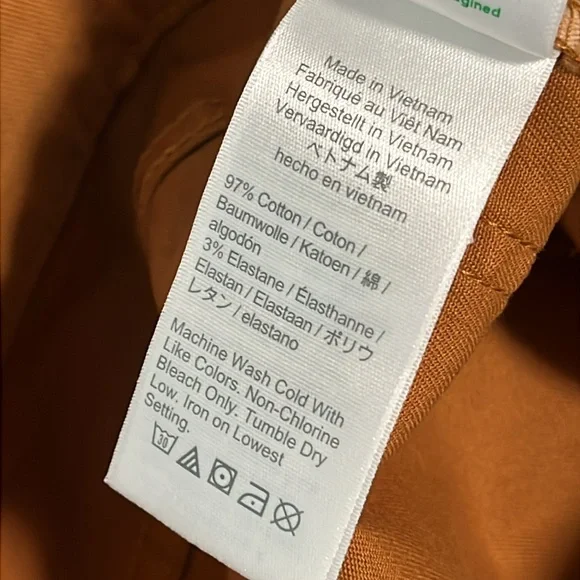 Made in Vietnam
Fabriqué au Viêt Nam
Hergestellt in Vietnam
Vervaardigd in Vietnam
ベトナム製
hecho en vietnam
97% Cotton / Coton /
Baumwolle / Katoen / 綿 /
algodón
3% Elastane / Élasthanne /
Elastan / Elastaan / ポリウ
レタン / elastano
Machine Wash Cold With
Like Colors. Non-Chlorine
Bleach Only. Tumble Dry
Low. Iron on Lowest
Setting.
30